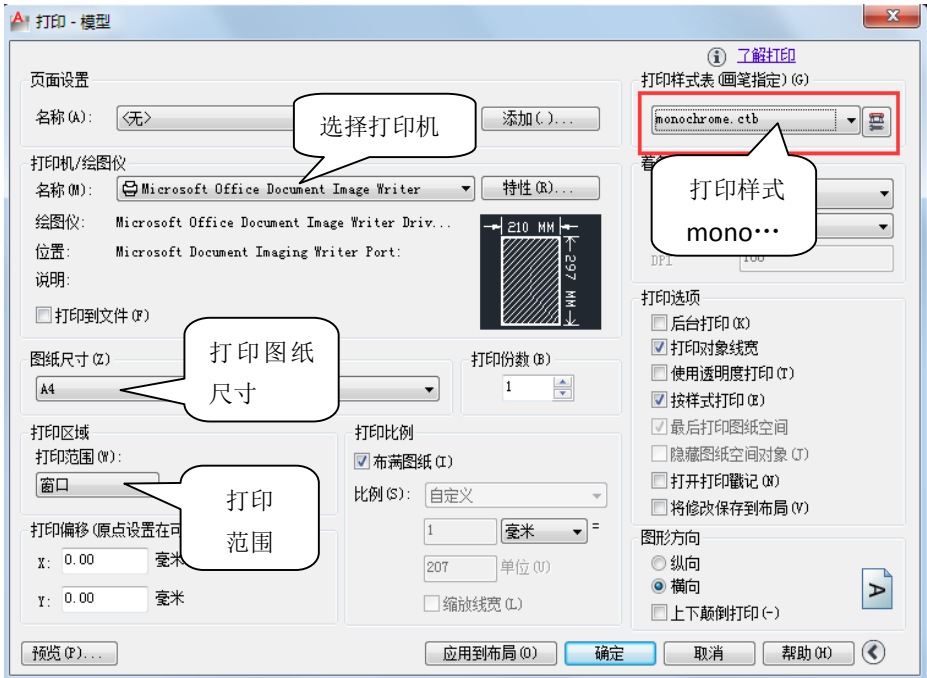 打印 - 模型
了解打印
页面设置
名称(A):
<无>
添加(.)...
打印样式表(画笔指定)(G)
monochrome.ctb
选择打印机
打印机/绘图仪
名称(M):
Microsoft Office Document Image Writer
特性(R)...
绘图仪:
Microsoft Office Document Image Writer Driv...
位置:
Microsoft Document Imaging Writer Port:
说明:
打印到文件(F)
210 MM
297 MM
打印样式
mono…
DPI
100
图纸尺寸(Z)
A4
打印图纸
尺寸
打印份数(B)
1
打印区域
打印范围(W):
窗口
打印
范围
打印比例
布满图纸(I)
比例(S):
自定义
1
毫米
=
207
单位(U)
缩放线宽(L)
打印偏移(原点设置在可
X:
0.00
毫米
Y:
0.00
毫米
打印选项
后台打印(K)
打印对象线宽
使用透明度打印(T)
按样式打印(E)
最后打印图纸空间
隐藏图纸空间对象(J)
打开打印戳记(N)
将修改保存到布局(V)
图形方向
纵向
横向
上下颠倒打印(-)
A
预览(P)...
应用到布局(O)
确定
取消
帮助(H)